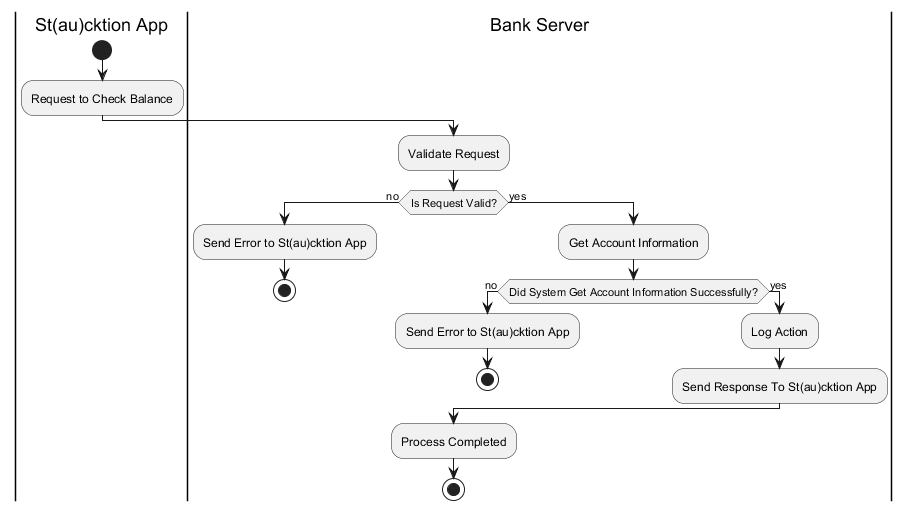 St(au)cktion App
Bank Server
Request to Check Balance
Validate Request
no
Is Request Valid?
yes
Send Error to St(au)cktion App
Get Account Information
no
Did System Get Account Information Successfully?
yes
Send Error to St(au)cktion App
Log Action
Send Response To St(au)cktion App
Process Completed